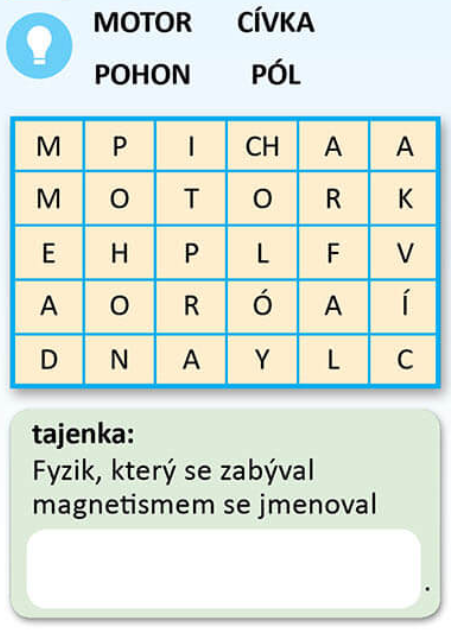 MOTOR CÍVKA
POHON PÓL
M P I CH A A
M O T O R K
E H P L F V
A O R Ó A Í
D N A Y L C
tajenka:
Fyzik, který se zabýval
magnetismem se jmenoval
.